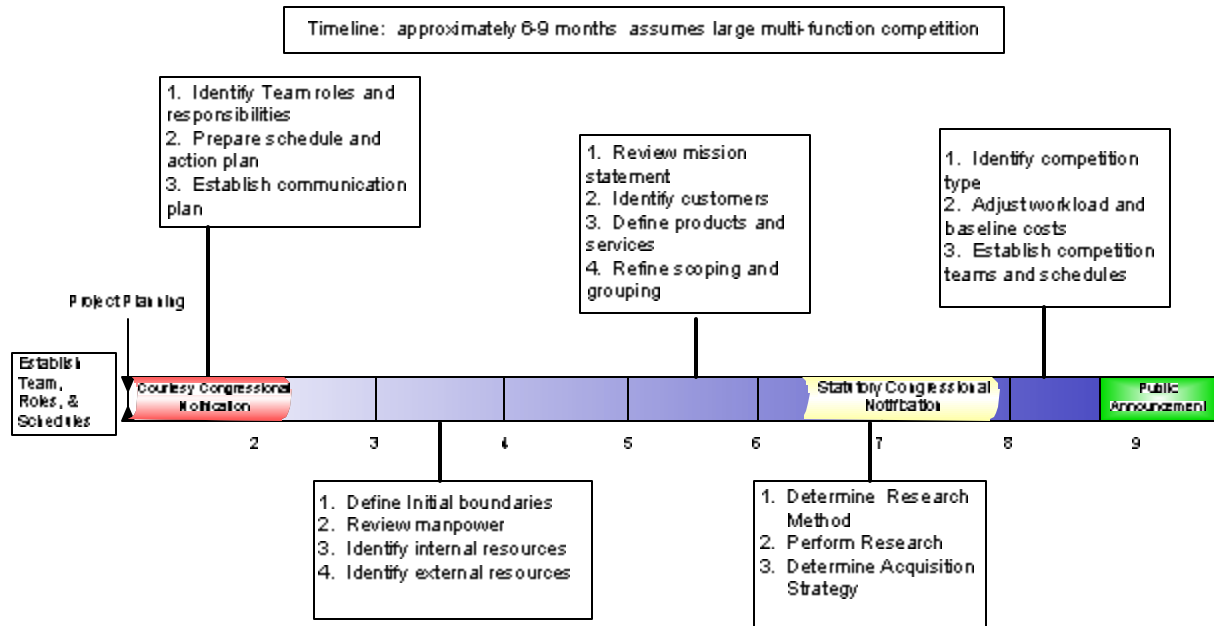 Timeline: approximately 6-9 months assumes large multi-function competition
1. Identify Team roles and
responsibilities
2. Prepare schedule and
action plan
3. Establish communication
plan
1. Review mission
statement
2. Identify customers
3. Define products and
services
4. Refine scoping and
grouping
1. Identify competition
type
2. Adjust workload and
baseline costs
3. Establish competition
teams and schedules
Project Planning
Establish
Team,
Roles, &
Schedules
Courtesy Congressional
Notification
Statutory Congressional
Notification
Public
Announcement
2 3 4 5 6 7 8 9
1. Define Initial boundaries
2. Review manpower
3. Identify internal resources
4. Identify external resources
1. Determine Research
Method
2. Perform Research
3. Determine Acquisition
Strategy